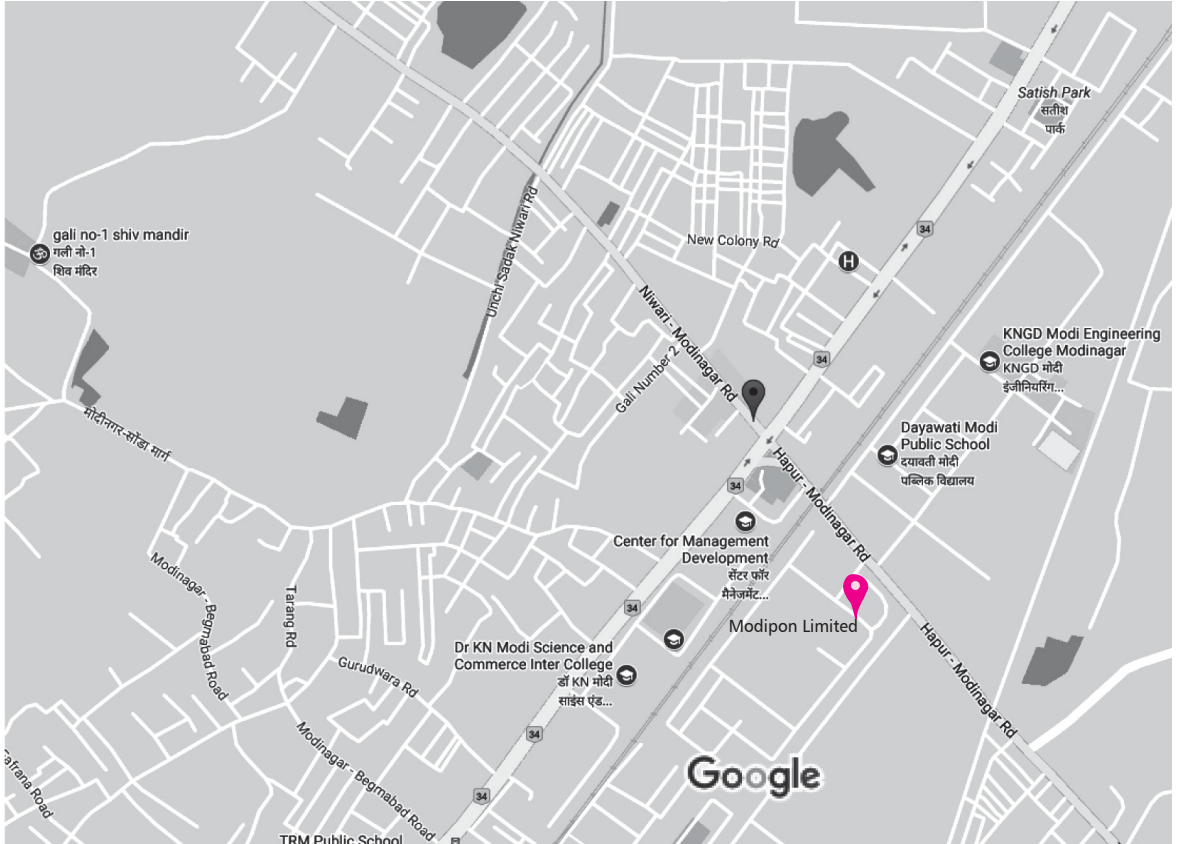 Satish Park
सतीश
पार्क
34
gali no-1 shiv mandir
गली नो-1
शिव मंदिर
Unchi Sadak Niwari Rd
New Colony Rd
H
Niwari - Modinagar Rd
34
KNGD Modi Engineering
College Modinagar
KNGD मोदी
इंजीनियरिंग...
Gali Number 2
Dayawati Modi
Public School
दयावती मोदी
पब्लिक विद्यालय
मोदीनगर-सोंडा मार्ग
Hapur - Modinagar Rd
34
Center for Management
Development
सेंटर फॉर
मैनेजमेंट...
Modinagar - Begmabad Road
Tarang Rd
34
Modipon Limited
Hapur - Modinagar Rd
Dr KN Modi Science and
Commerce Inter College
डॉ KN मोदी
साइंस एंड...
Gurudwara Rd
34
Modinagar - Begmabad Road
Google
34
afrana Road
TRM Public School